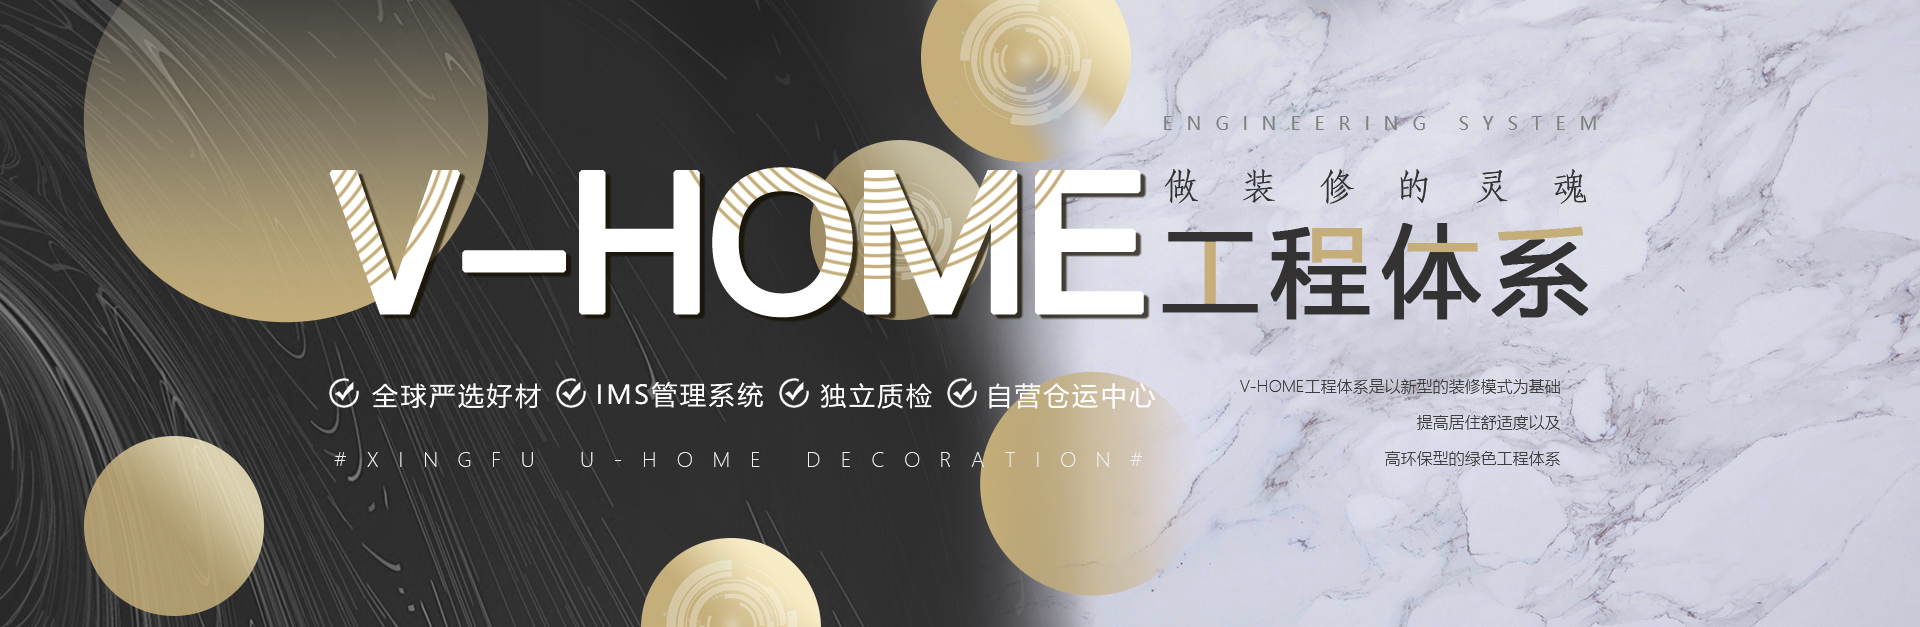 ENGINEERING SYSTEM
做装修的灵魂
V-HOME工程体系
全球严选好材 IMS管理系统 独立质检 自营仓运中心
#XINGFU U-HOME DECORATION#
V-HOME工程体系是以新型的装修模式为基础
提高居住舒适度以及
高环保型的绿色工程体系